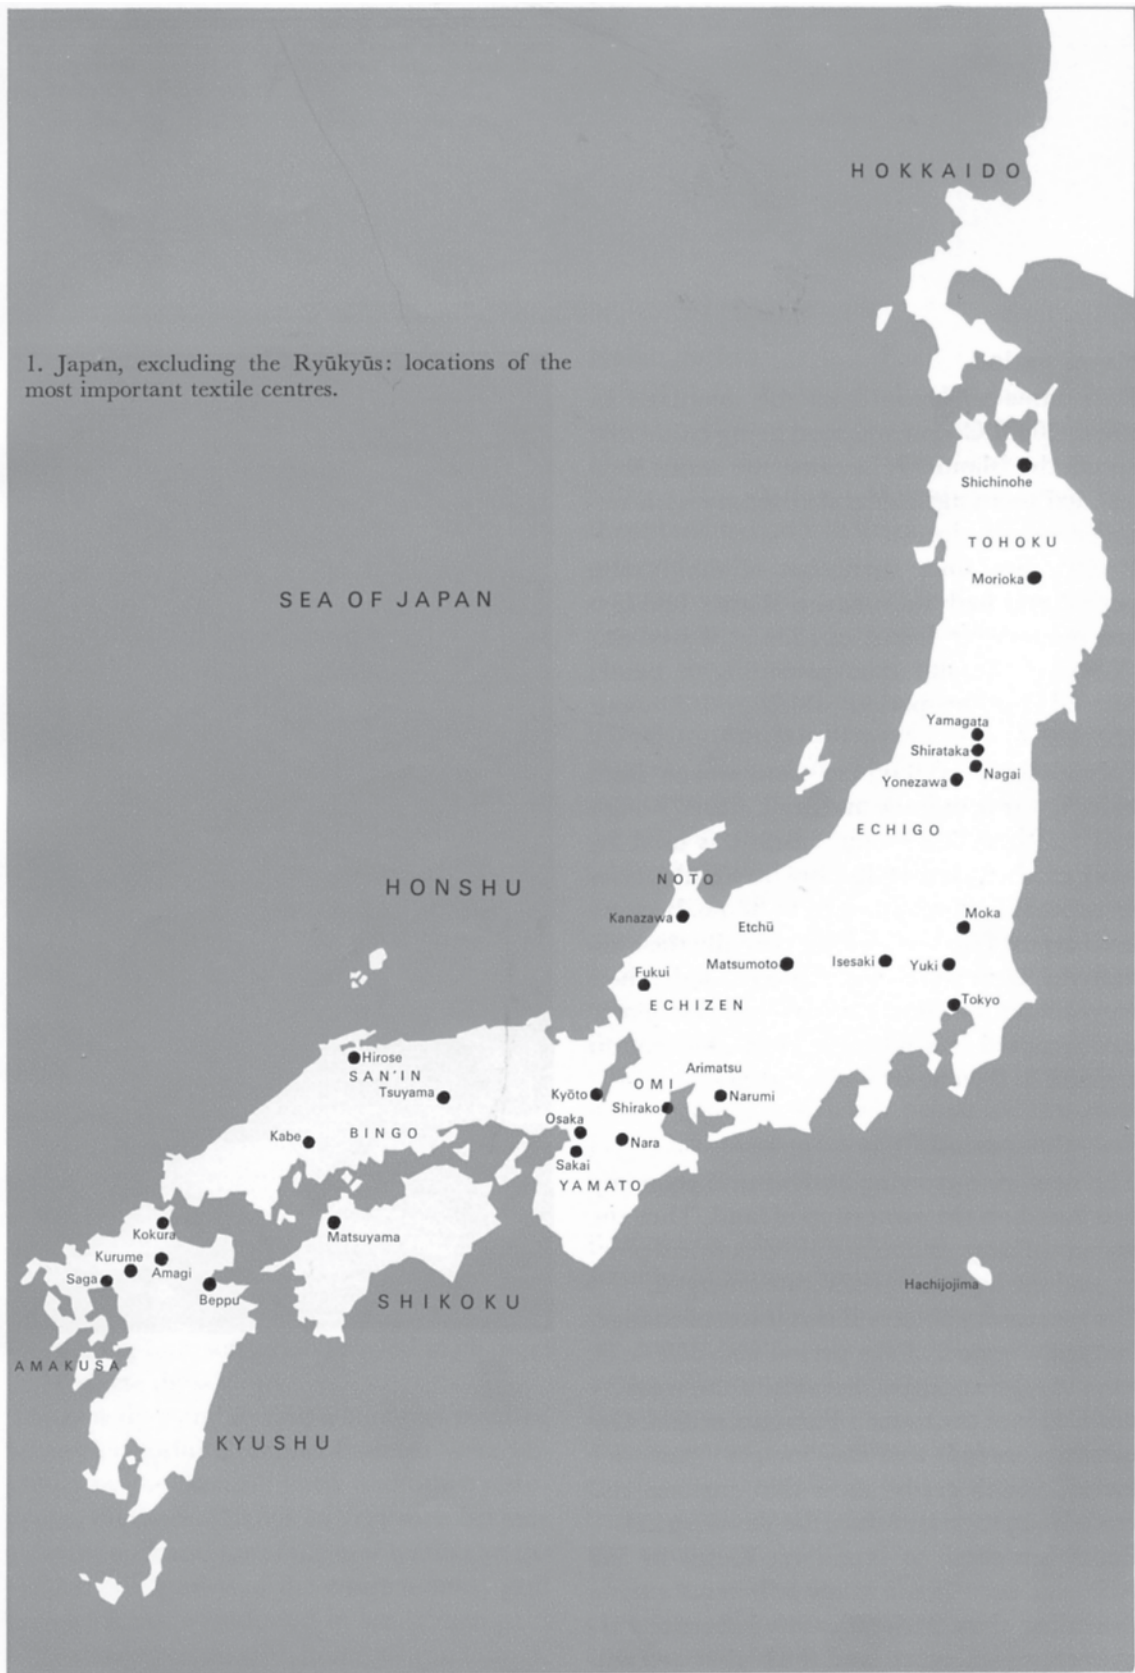 HOKKAIDO
1. Japan, excluding the Ryūkyūs: locations of the
most important textile centres.
Shichinohe
TOHOKU
SEA OF JAPAN
Morioka
Yamagata
Shirataka
Nagai
Yonezawa
ECHIGO
NOTO
HONSHU
Kanazawa
Moka
Etchū
Matsumoto
Isesaki
Yuki
Fukui
Tokyo
ECHIZEN
Hirose
SAN'IN
Arimatsu
OMI
Tsuyama
Kyōto
Narumi
Shirako
Osaka
Kabe
BINGO
Nara
Sakai
YAMATO
Kokura
Matsuyama
Kurume
Amagi
Saga
Beppu
Hachijojima
SHIKOKU
AMAKUSA
KYUSHU